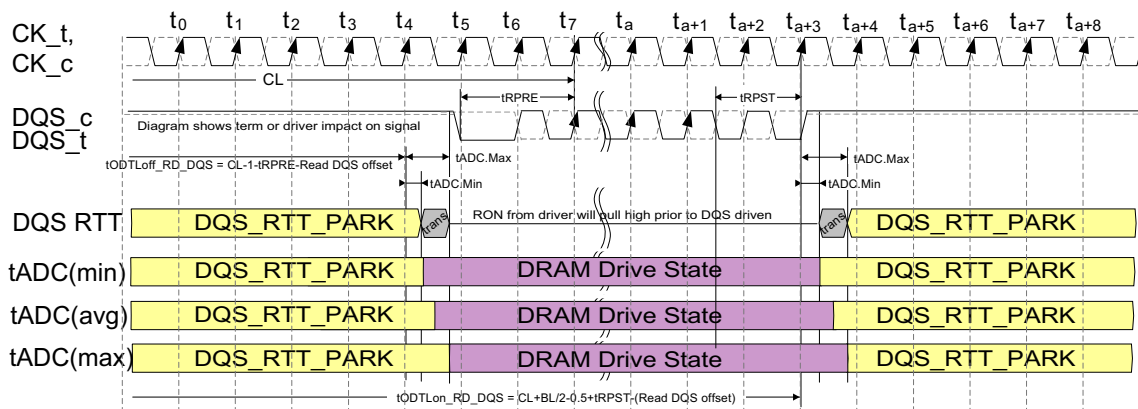 t0 t1 t2 t3 t4 t5 t6 t7 ta ta+1 ta+2 ta+3 ta+4 ta+5 ta+6 ta+7 ta+8
CK_t,
CK_c
CL
tRPRE tRPST
DQS_c
DQS_t
Diagram shows term or driver impact on signal
tADC.Max tADC.Max
tODTLoff_RD_DQS = CL-1-tRPRE-Read DQS offset
tADC.Min tADC.Min
DQS RTT DQS_RTT_PARK trans RON from driver will pull high prior to DQS driven trans DQS_RTT_PARK
tADC(min) DQS_RTT_PARK DRAM Drive State DQS_RTT_PARK
tADC(avg) DQS_RTT_PARK DRAM Drive State DQS_RTT_PARK
tADC(max) DQS_RTT_PARK DRAM Drive State DQS_RTT_PARK
tODTLon_RD_DQS = CL+BL/2-0.5+tRPST-(Read DQS offset)